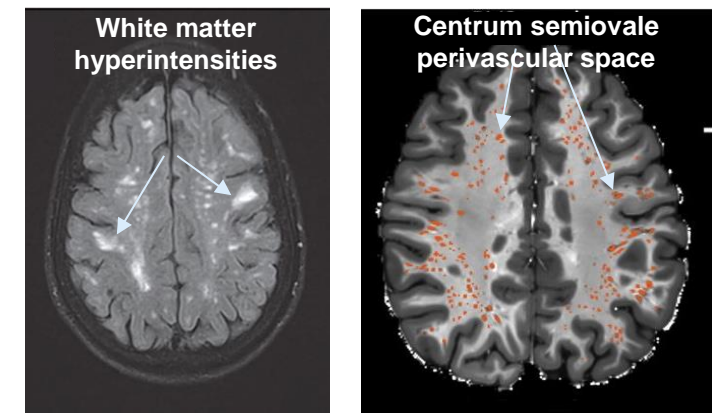 White matter
hyperintensities
Centrum semiovale
perivascular space